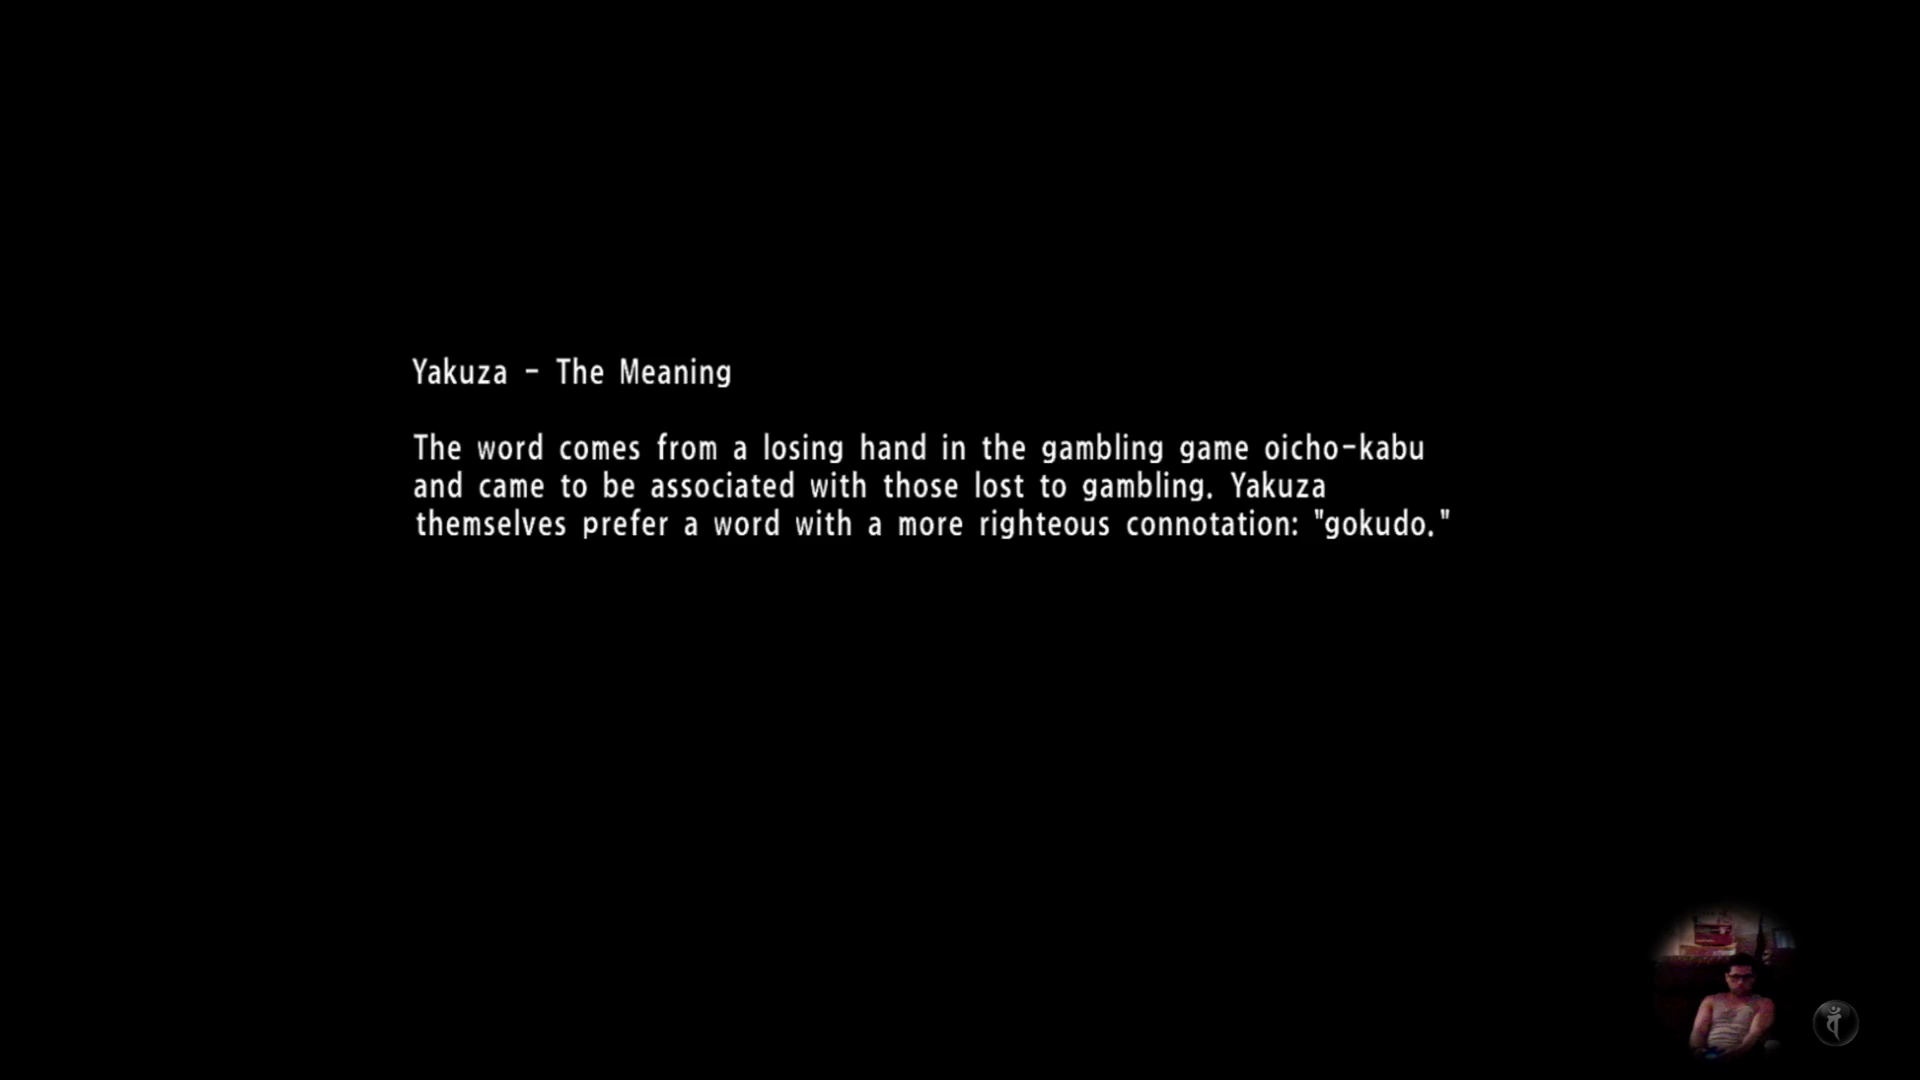 Yakuza - The Meaning
The word comes from a losing hand in the gambling game oicho-kabu
and came to be associated with those lost to gambling. Yakuza
themselves prefer a word with a more righteous connotation: "gokudo."